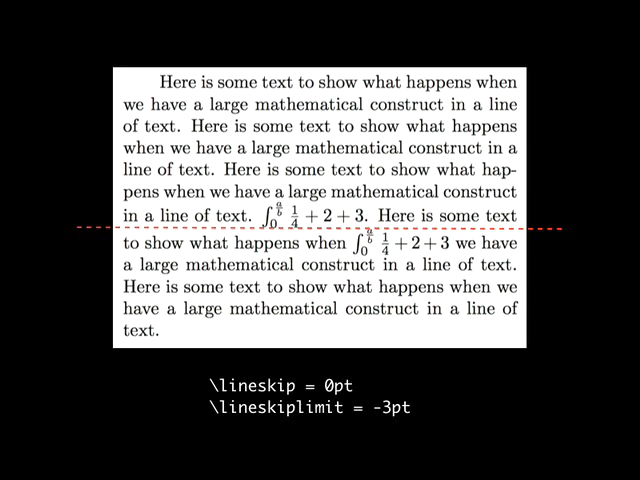 Here is some text to show what happens when
we have a large mathematical construct in a line
of text. Here is some text to show what happens
when we have a large mathematical construct in a
line of text. Here is some text to show what hap-
pens when we have a large mathematical construct
in a line of text. ∫₀^{a/b} 1/4 + 2 + 3. Here is some text
to show what happens when ∫₀^{a/b} 1/4 + 2 + 3 we have
a large mathematical construct in a line of text.
Here is some text to show what happens when we
have a large mathematical construct in a line of
text.
\lineskip = 0pt
\lineskiplimit = -3pt